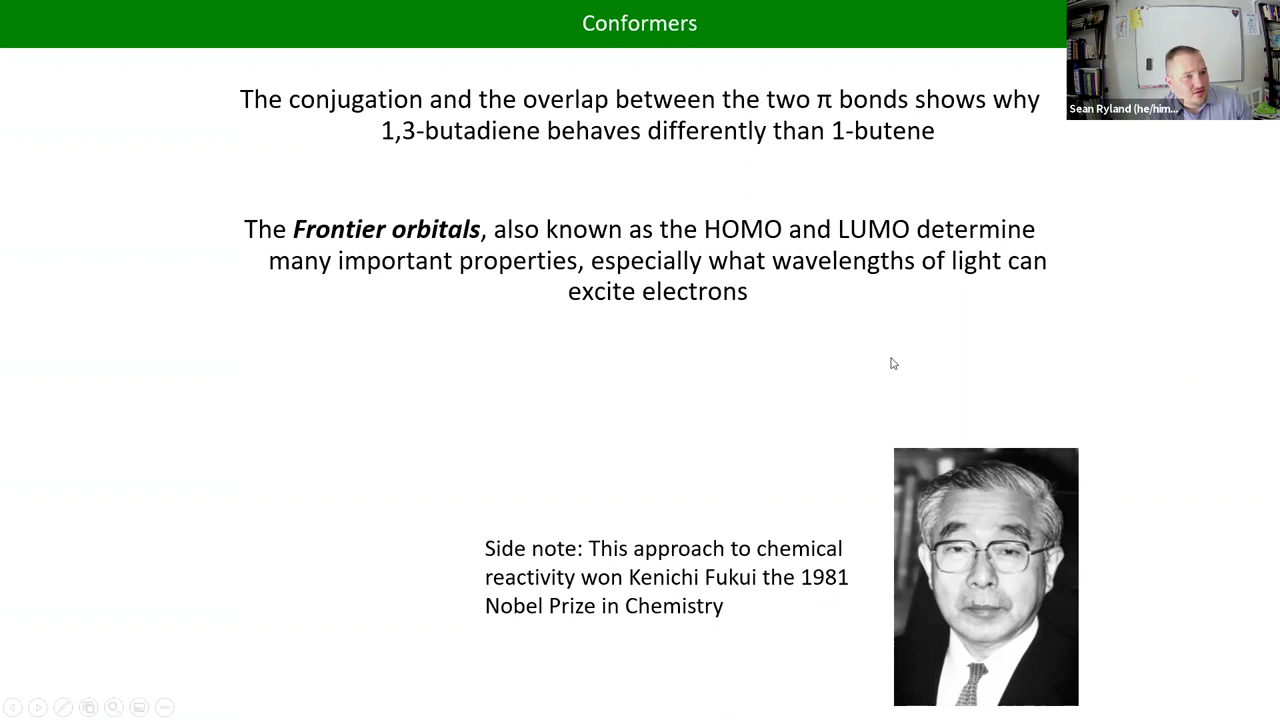 Conformers
Sean Ryland (he/him...
The conjugation and the overlap between the two π bonds shows why
1,3-butadiene behaves differently than 1-butene
The Frontier orbitals, also known as the HOMO and LUMO determine
many important properties, especially what wavelengths of light can
excite electrons
Side note: This approach to chemical
reactivity won Kenichi Fukui the 1981
Nobel Prize in Chemistry